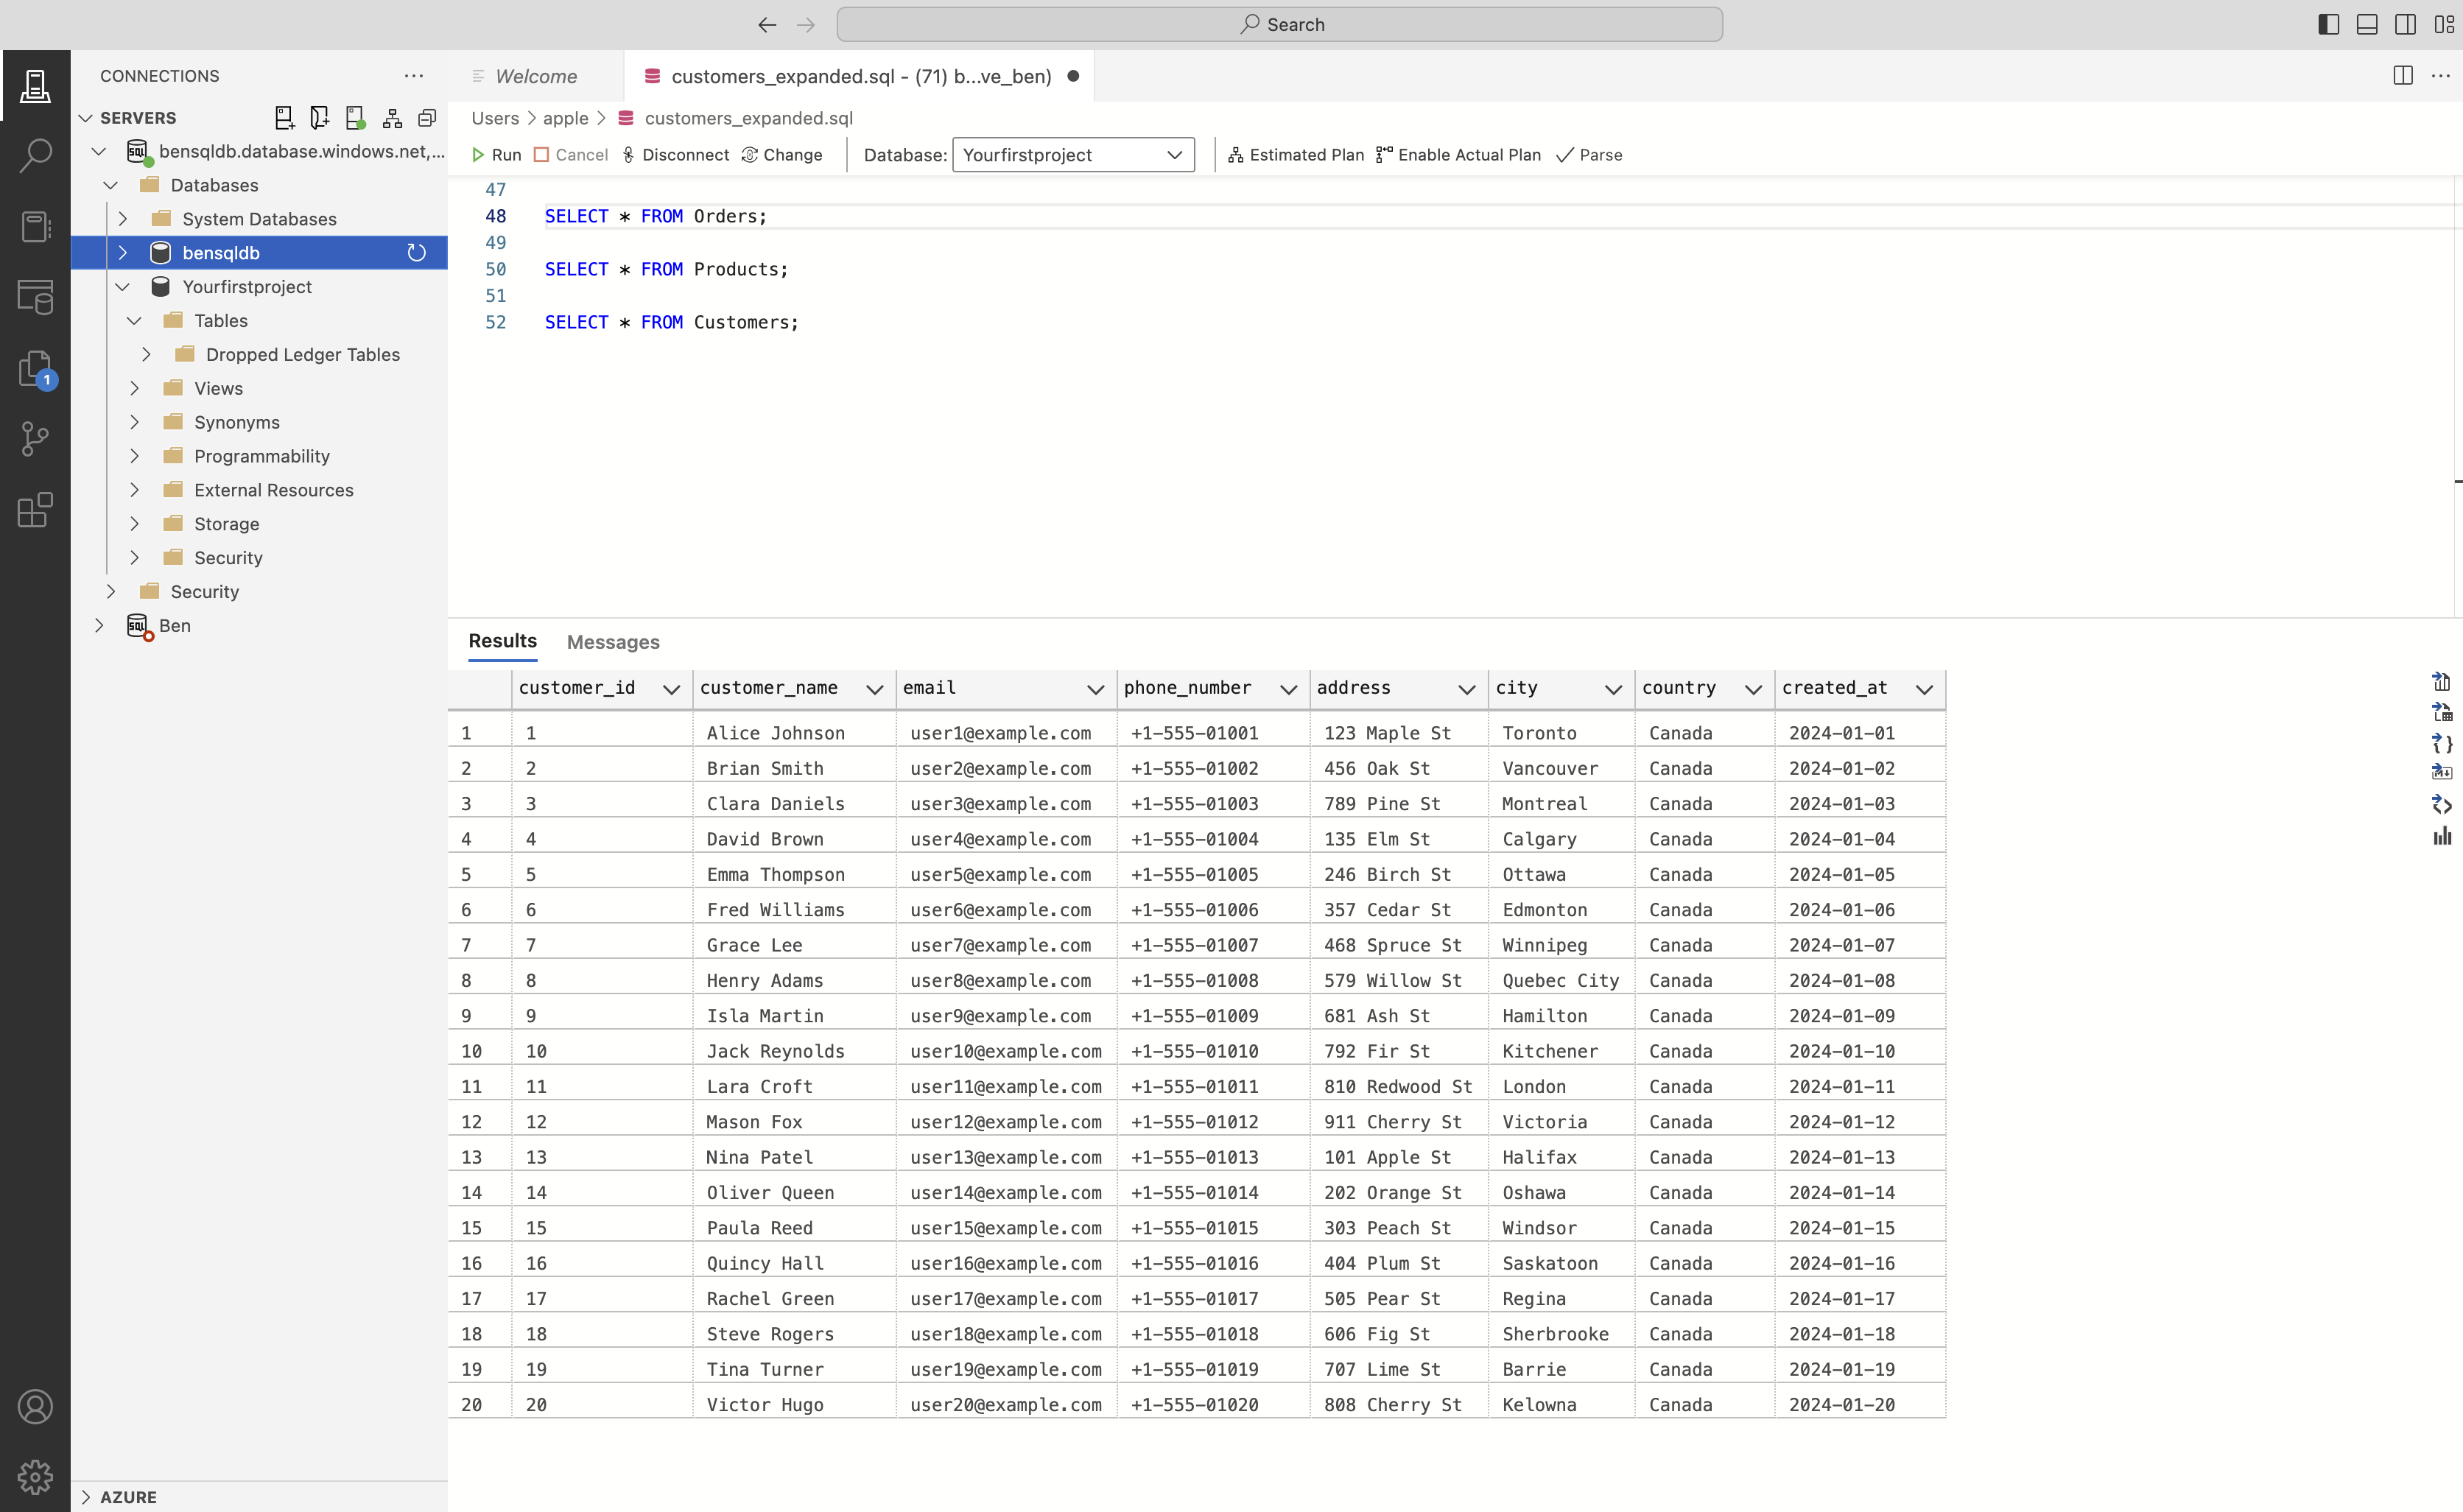 Search
CONNECTIONS
SERVERS
bensqldb.database.windows.net,...
Databases
System Databases
bensqldb
Yourfirstproject
Tables
Dropped Ledger Tables
Views
Synonyms
Programmability
External Resources
Storage
Security
Security
Ben
1
AZURE
Welcome
customers_expanded.sql - (71) b...ve_ben)
Users > apple > customers_expanded.sql
Run Cancel Disconnect Change Database: Yourfirstproject Estimated Plan Enable Actual Plan Parse
47
48 SELECT * FROM Orders;
49
50 SELECT * FROM Products;
51
52 SELECT * FROM Customers;
Results Messages
customer_id customer_name email phone_number address city country created_at
1 1 Alice Johnson user1@example.com +1-555-01001 123 Maple St Toronto Canada 2024-01-01
2 2 Brian Smith user2@example.com +1-555-01002 456 Oak St Vancouver Canada 2024-01-02
3 3 Clara Daniels user3@example.com +1-555-01003 789 Pine St Montreal Canada 2024-01-03
4 4 David Brown user4@example.com +1-555-01004 135 Elm St Calgary Canada 2024-01-04
5 5 Emma Thompson user5@example.com +1-555-01005 246 Birch St Ottawa Canada 2024-01-05
6 6 Fred Williams user6@example.com +1-555-01006 357 Cedar St Edmonton Canada 2024-01-06
7 7 Grace Lee user7@example.com +1-555-01007 468 Spruce St Winnipeg Canada 2024-01-07
8 8 Henry Adams user8@example.com +1-555-01008 579 Willow St Quebec City Canada 2024-01-08
9 9 Isla Martin user9@example.com +1-555-01009 681 Ash St Hamilton Canada 2024-01-09
10 10 Jack Reynolds user10@example.com +1-555-01010 792 Fir St Kitchener Canada 2024-01-10
11 11 Lara Croft user11@example.com +1-555-01011 810 Redwood St London Canada 2024-01-11
12 12 Mason Fox user12@example.com +1-555-01012 911 Cherry St Victoria Canada 2024-01-12
13 13 Nina Patel user13@example.com +1-555-01013 101 Apple St Halifax Canada 2024-01-13
14 14 Oliver Queen user14@example.com +1-555-01014 202 Orange St Oshawa Canada 2024-01-14
15 15 Paula Reed user15@example.com +1-555-01015 303 Peach St Windsor Canada 2024-01-15
16 16 Quincy Hall user16@example.com +1-555-01016 404 Plum St Saskatoon Canada 2024-01-16
17 17 Rachel Green user17@example.com +1-555-01017 505 Pear St Regina Canada 2024-01-17
18 18 Steve Rogers user18@example.com +1-555-01018 606 Fig St Sherbrooke Canada 2024-01-18
19 19 Tina Turner user19@example.com +1-555-01019 707 Lime St Barrie Canada 2024-01-19
20 20 Victor Hugo user20@example.com +1-555-01020 808 Cherry St Kelowna Canada 2024-01-20